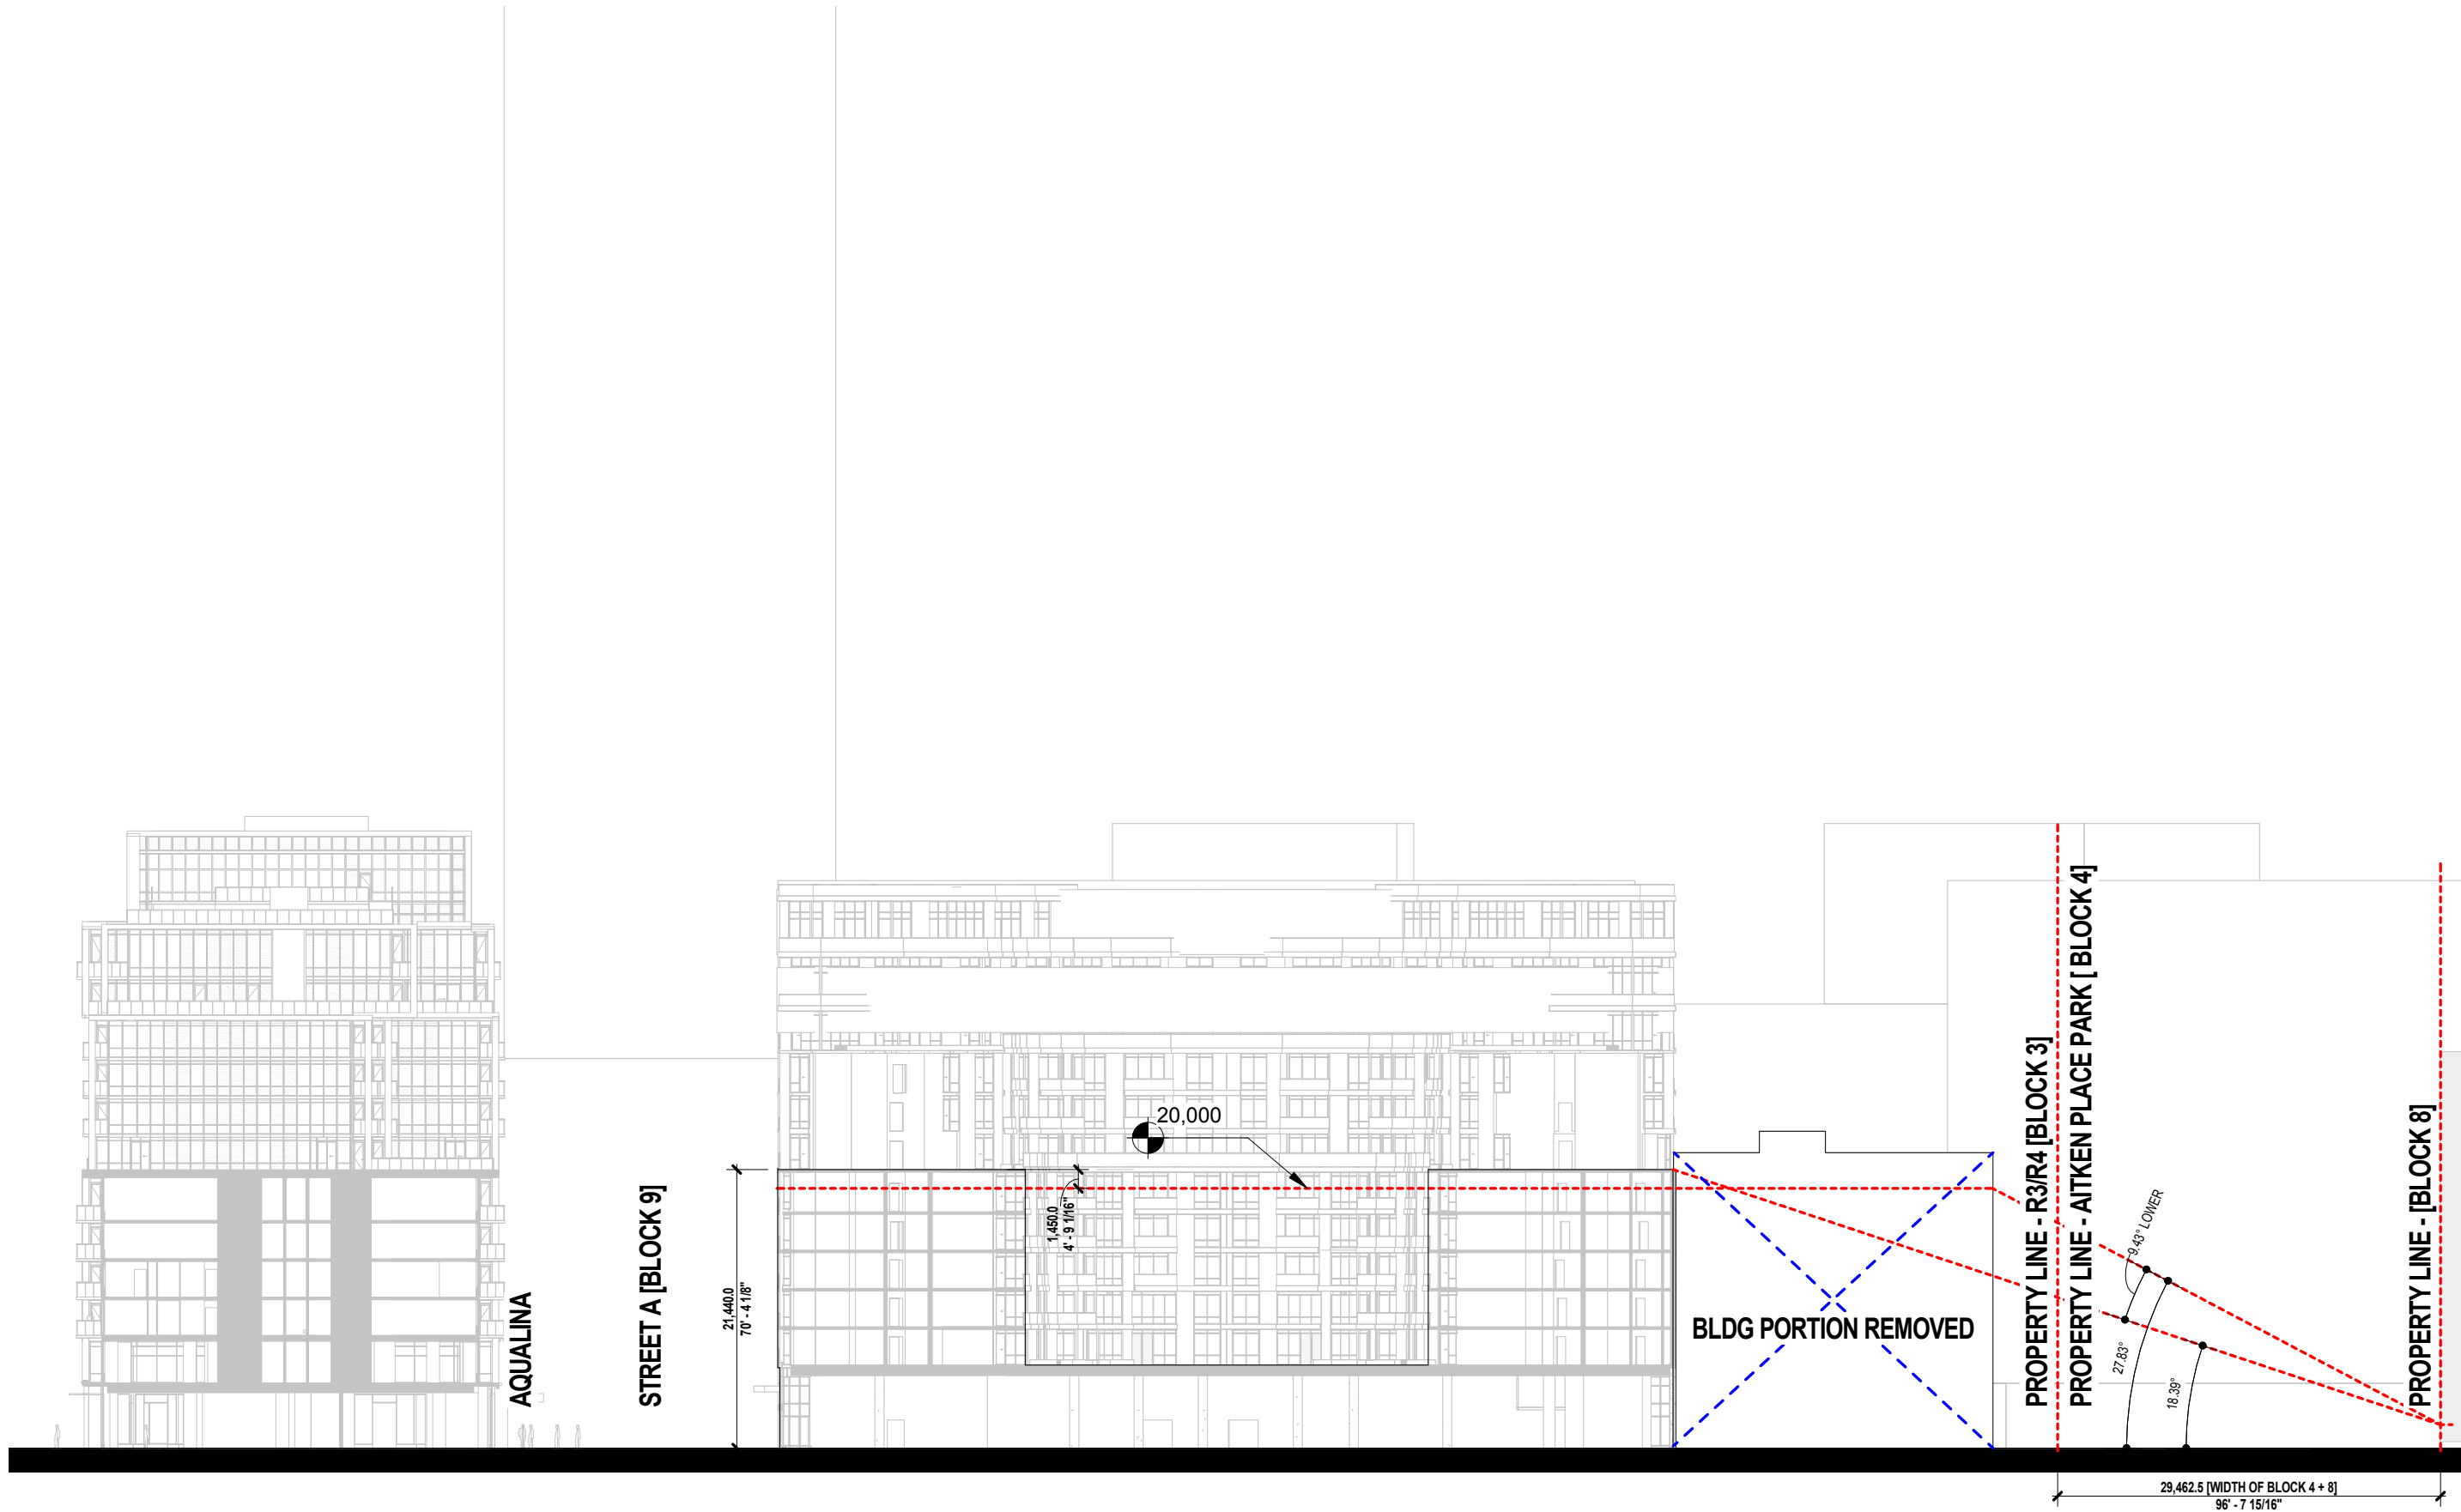 AQUALINA
STREET A [BLOCK 9]
21,440.0
70' - 4 1/8"
1,450.0
4' - 9 1/16"
20,000
BLDG PORTION REMOVED
PROPERTY LINE - R3/R4 [BLOCK 3]
PROPERTY LINE - AITKEN PLACE PARK [ BLOCK 4]
9.43° LOWER
27.83°
18.39°
PROPERTY LINE - [BLOCK 8]
29,462.5 [WIDTH OF BLOCK 4 + 8]
96' - 7 15/16"